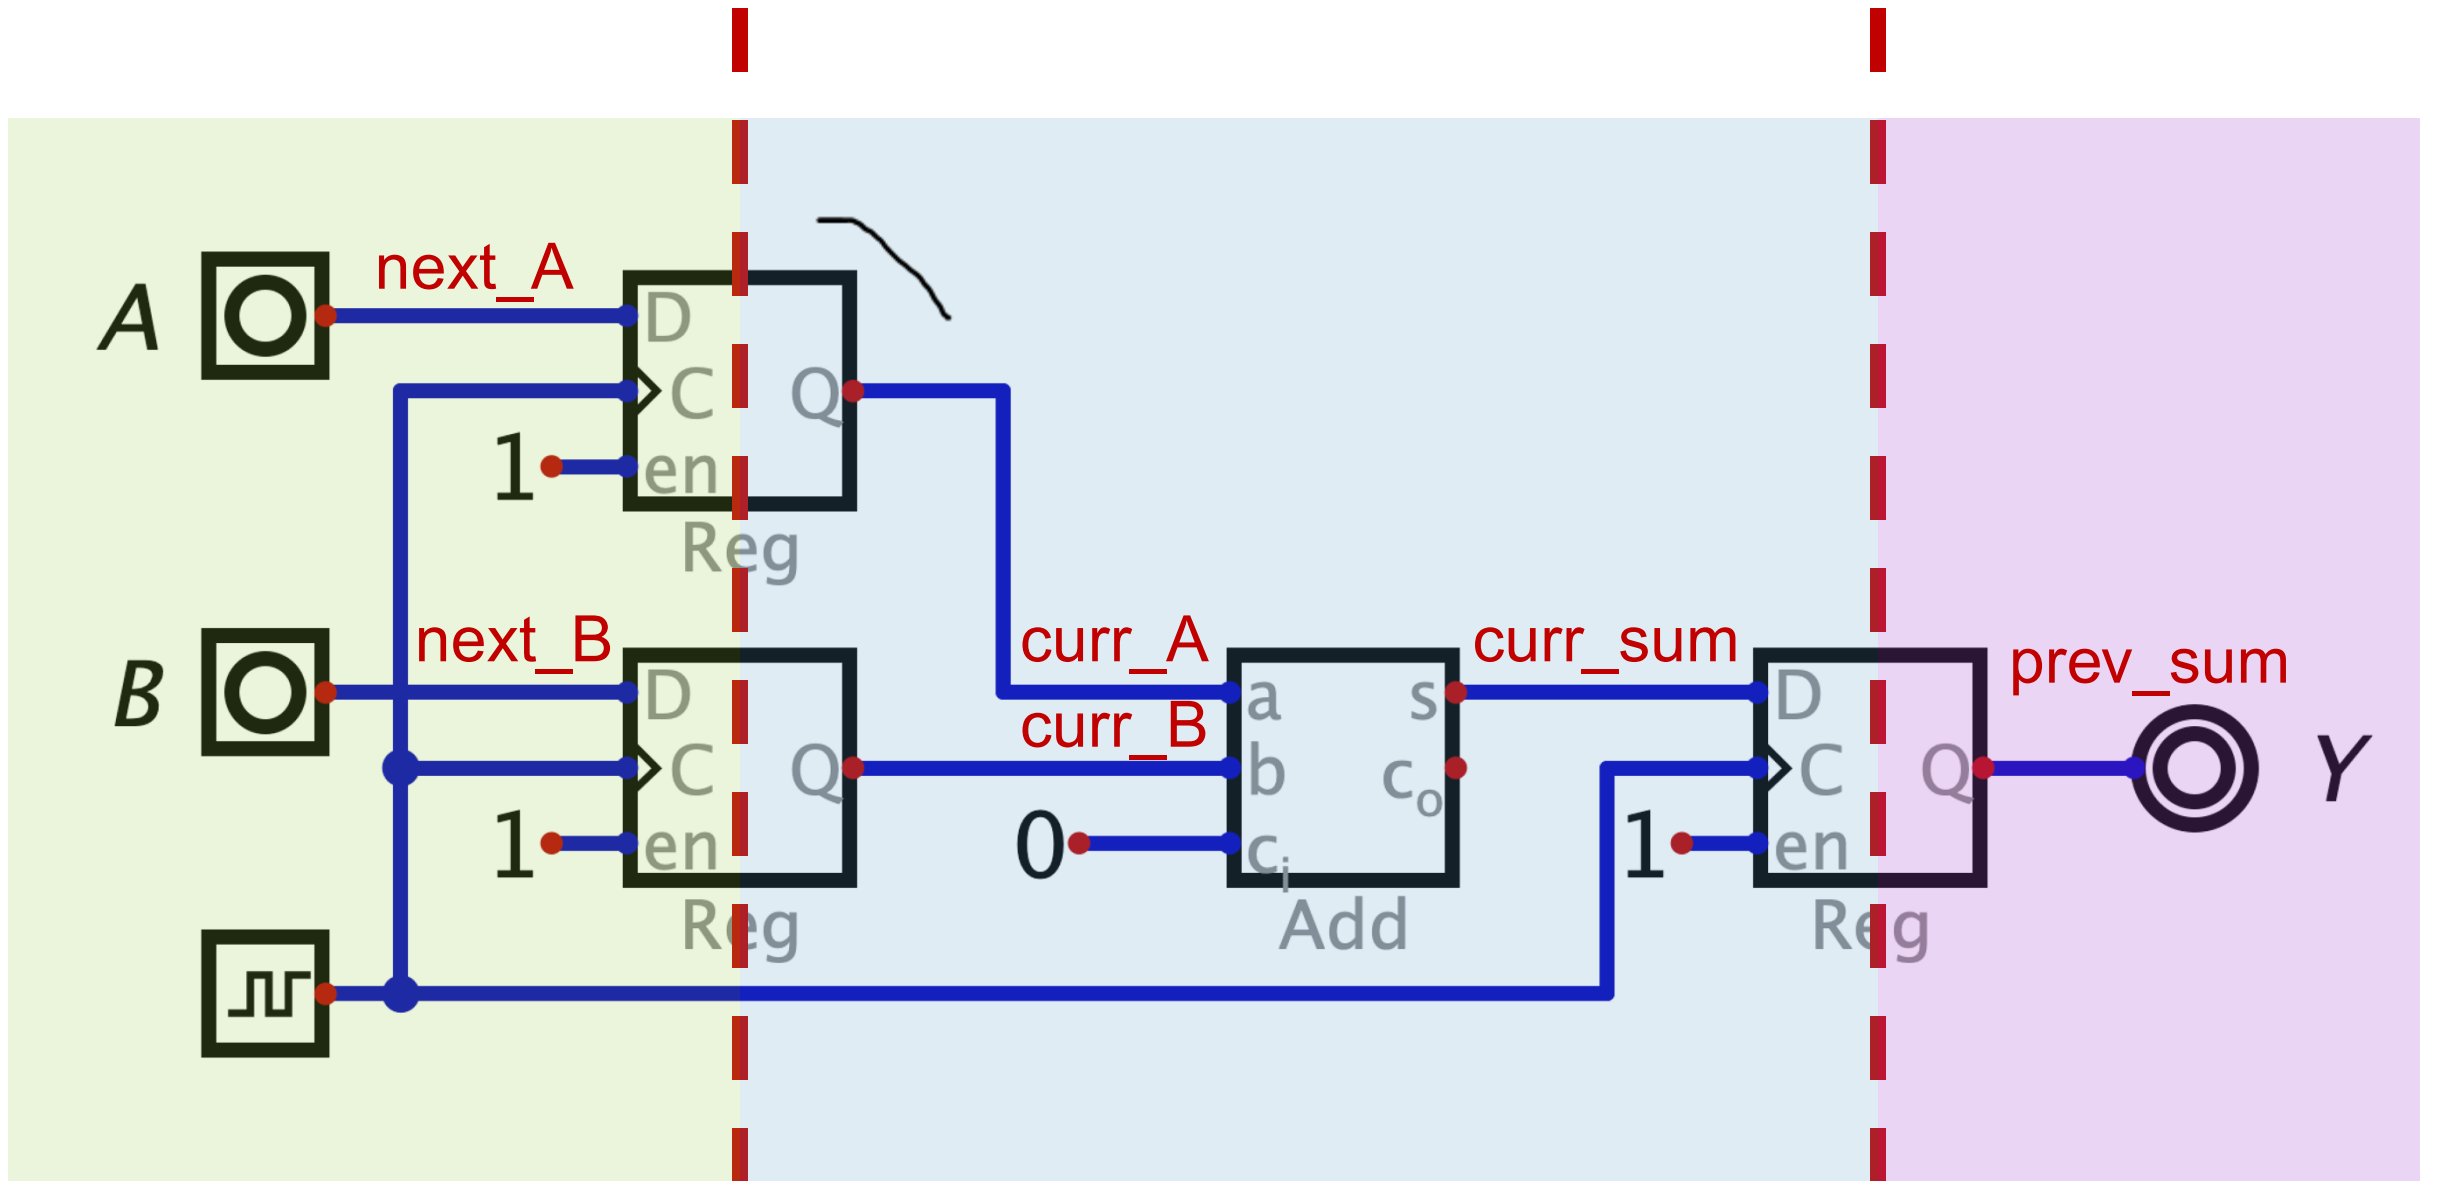 next_A
A
D
C
Q
1
en
Reg
next_B
curr_A
curr_sum
prev_sum
B
D
a
s
D
curr_B
C
Q
b
co
C
Q
Y
1
en
0
ci
1
en
Reg
Add
Reg